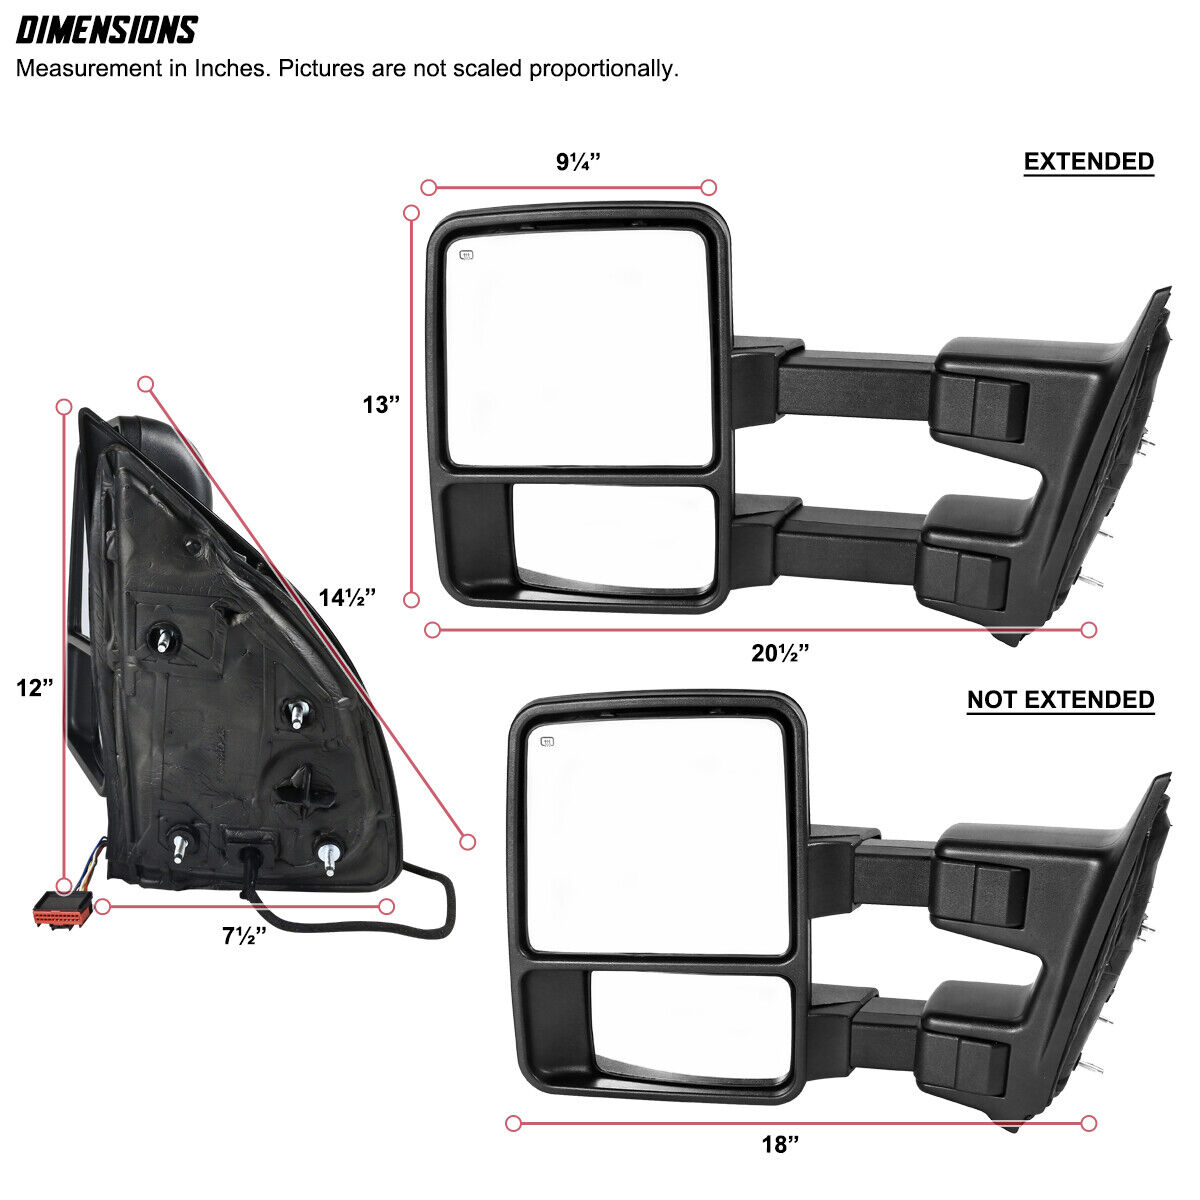 DIMENSIONS
Measurement in Inches. Pictures are not scaled proportionally.
EXTENDED
9¼”
13”
20½”
14½”
12”
7½”
NOT EXTENDED
18”